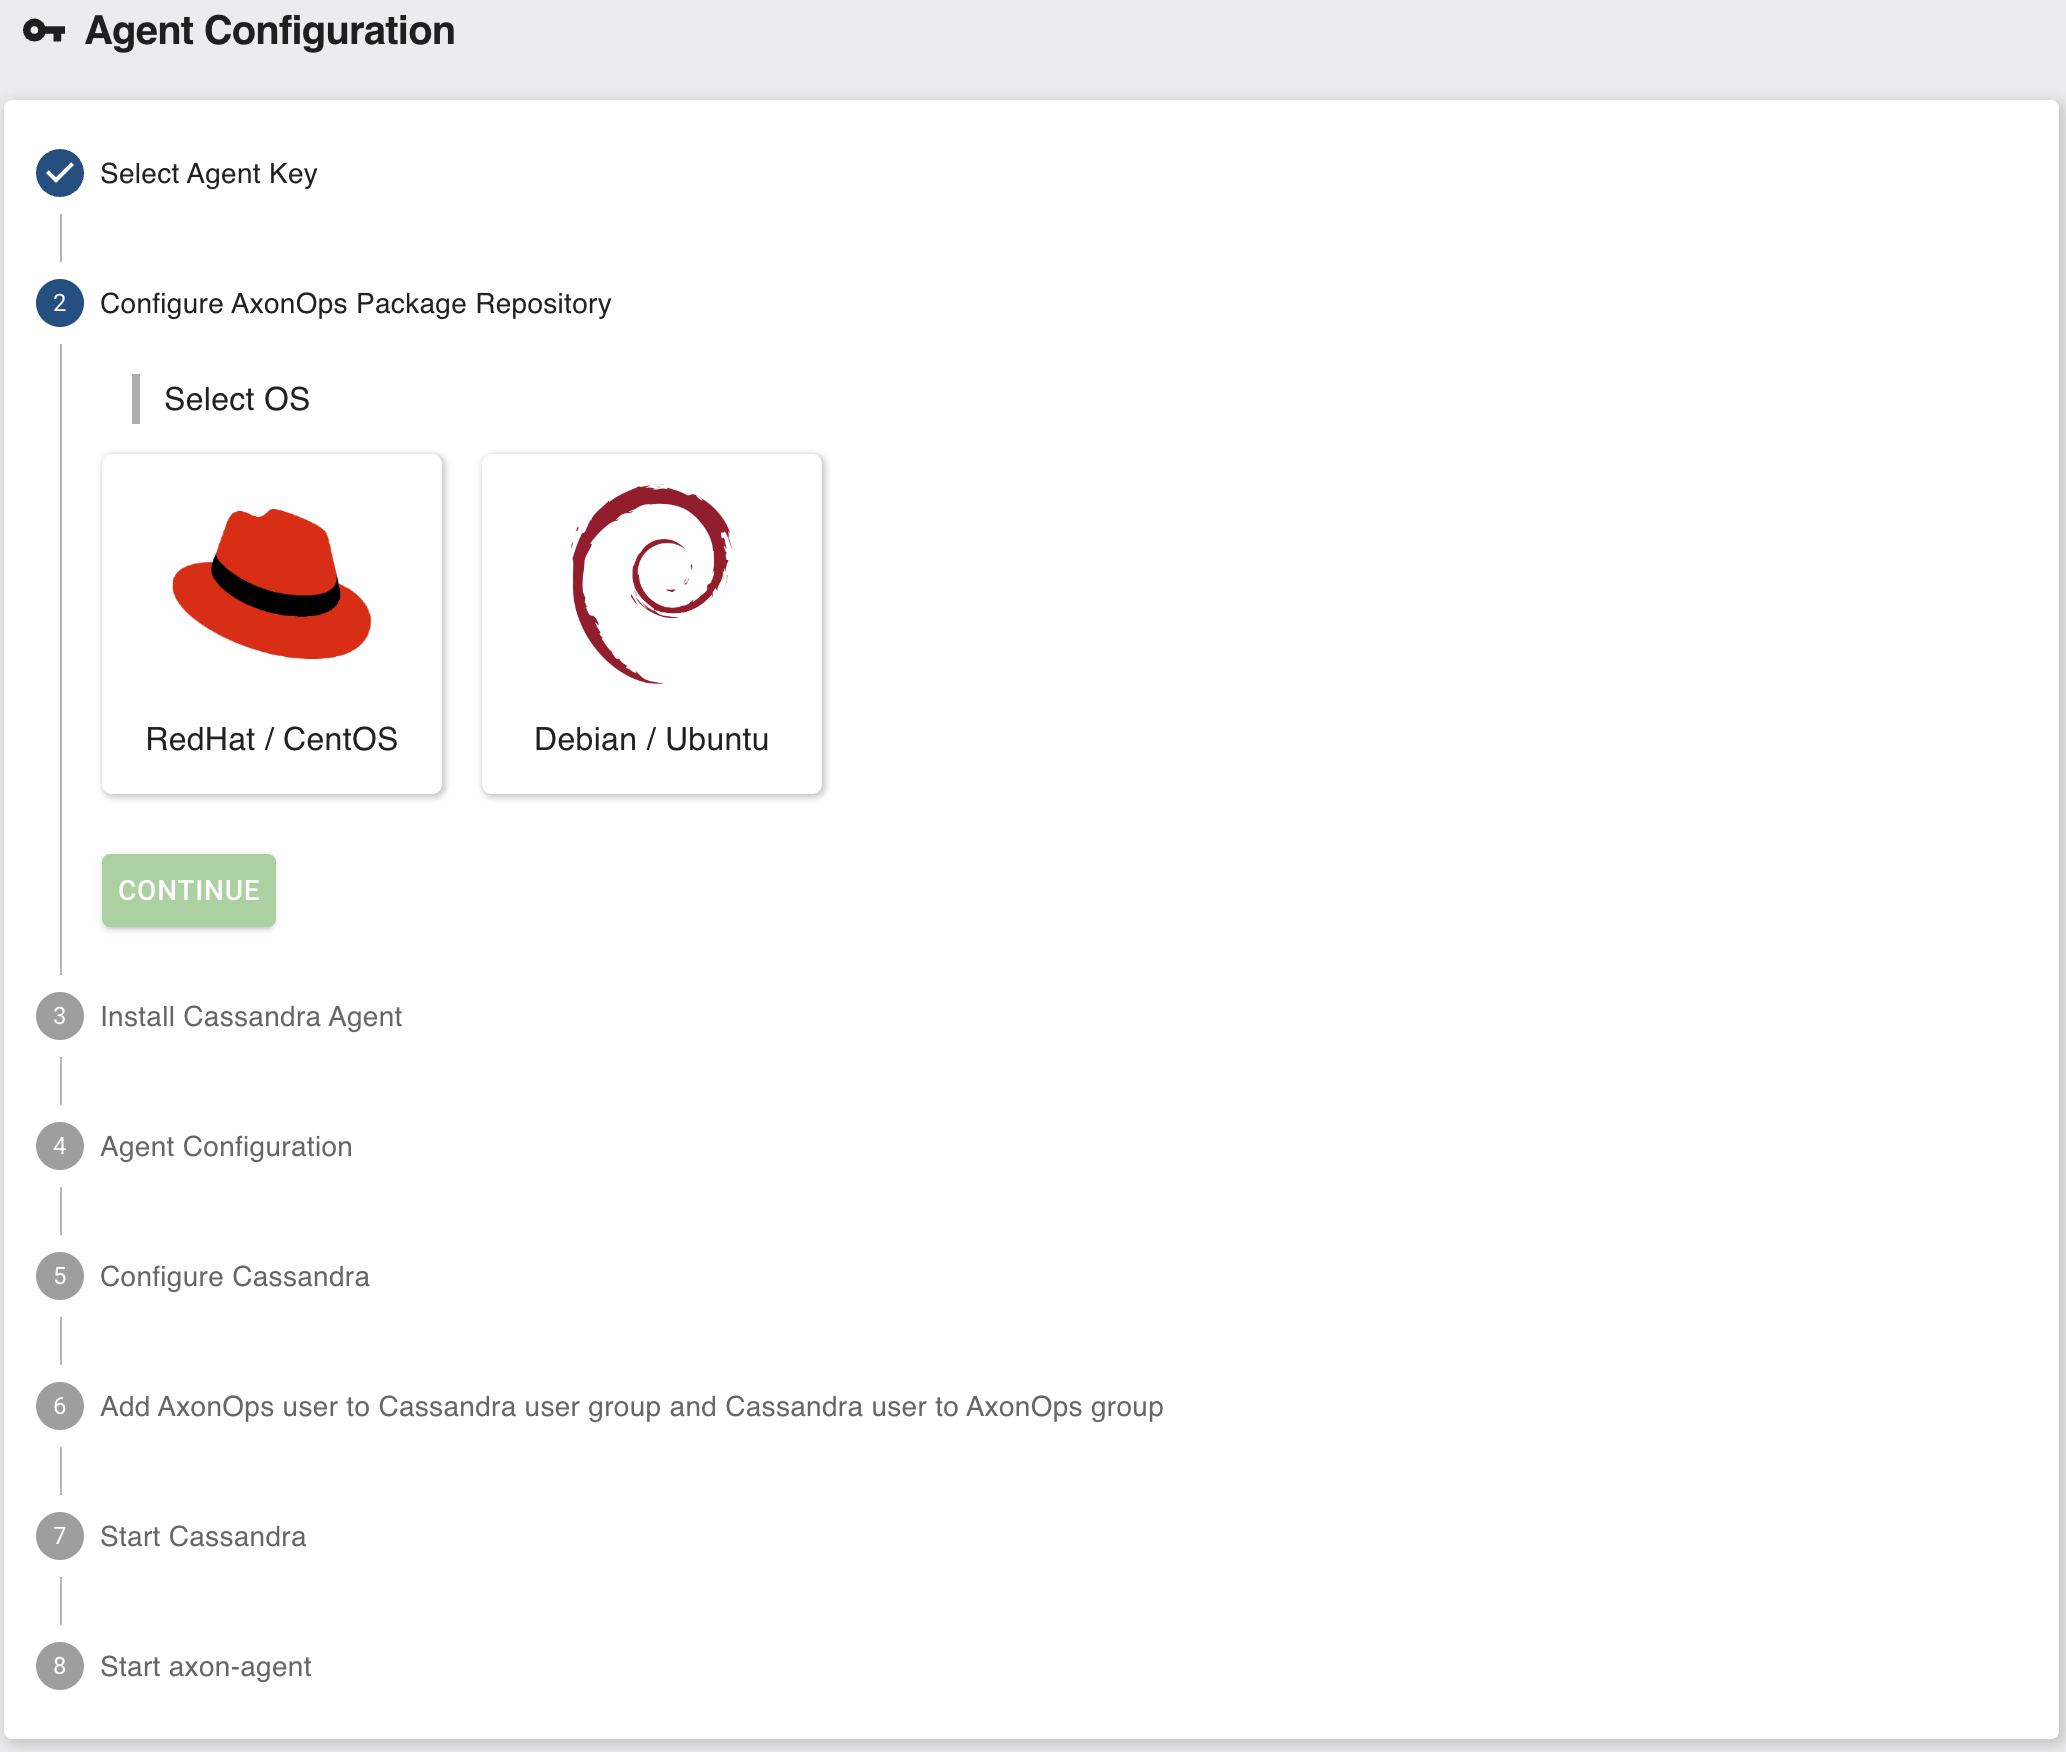 Agent Configuration
Select Agent Key
2 Configure AxonOps Package Repository
Select OS
RedHat / CentOS
Debian / Ubuntu
CONTINUE
3 Install Cassandra Agent
4 Agent Configuration
5 Configure Cassandra
6 Add AxonOps user to Cassandra user group and Cassandra user to AxonOps group
7 Start Cassandra
8 Start axon-agent